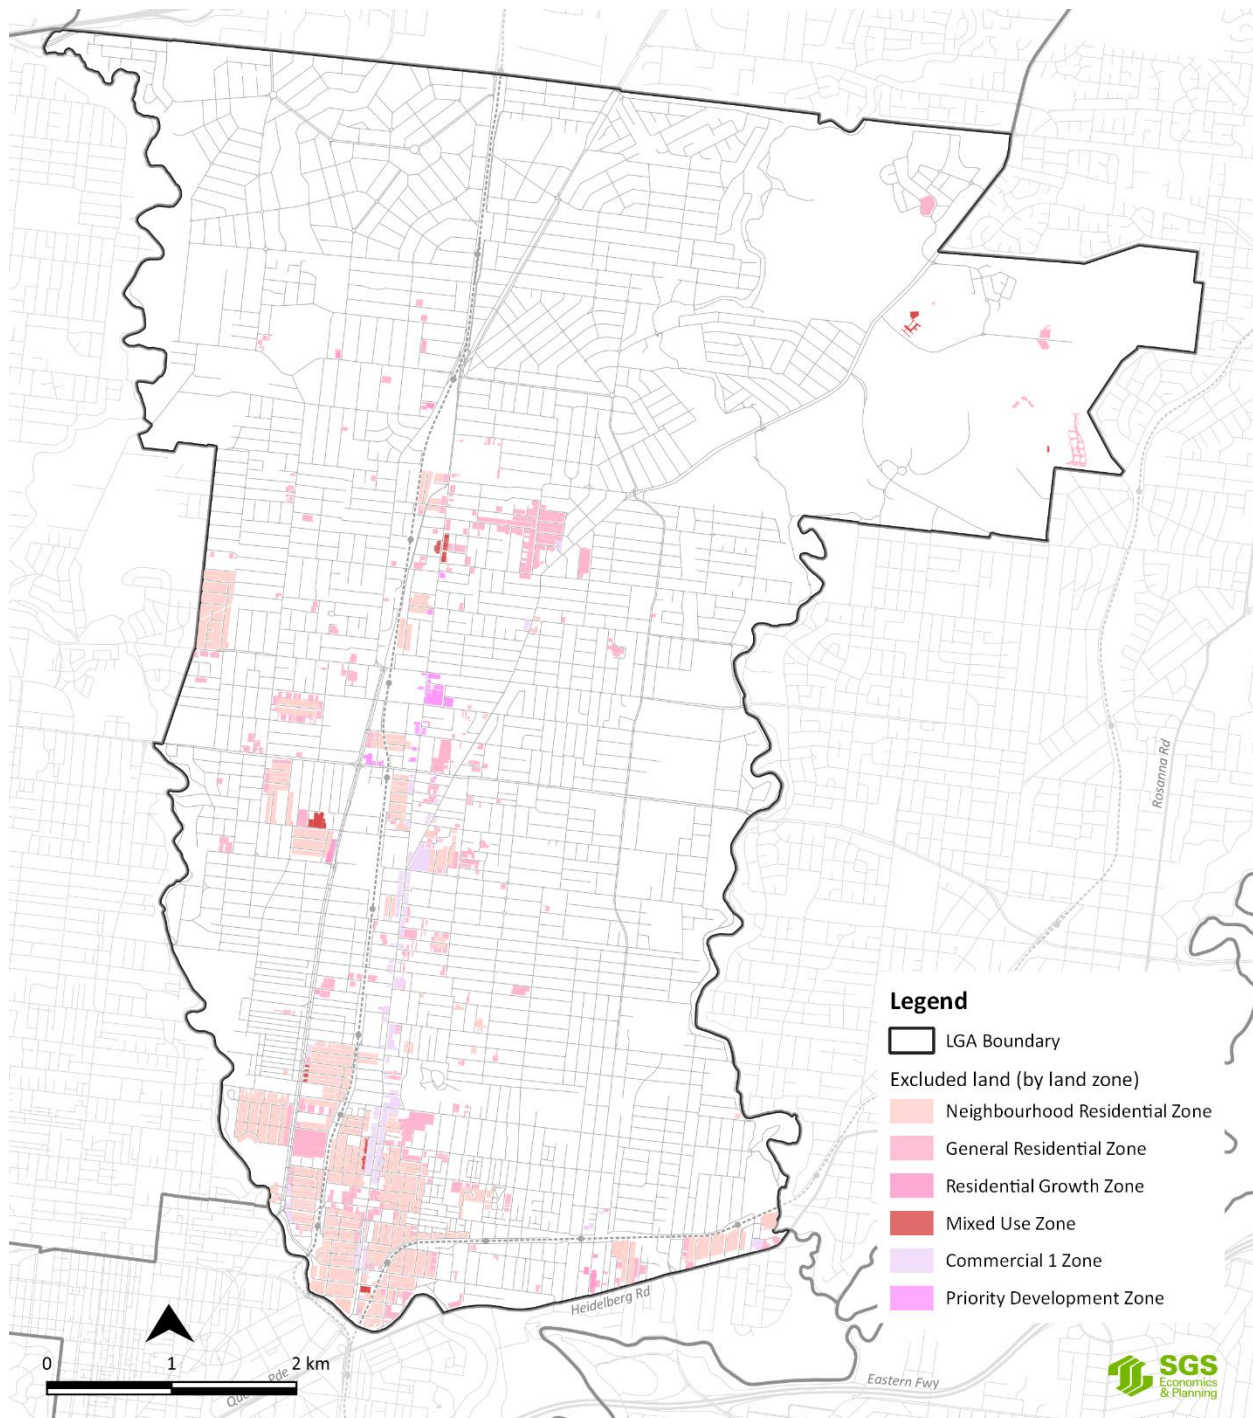 Rosanna Rd
Legend
LGA Boundary
Excluded land (by land zone)
Neighbourhood Residential Zone
General Residential Zone
Residential Growth Zone
Mixed Use Zone
Commercial 1 Zone
Priority Development Zone
Heidelberg Rd
0 1 2 km
Pde
Eastern Fwy
SGS
Economics
& Planning